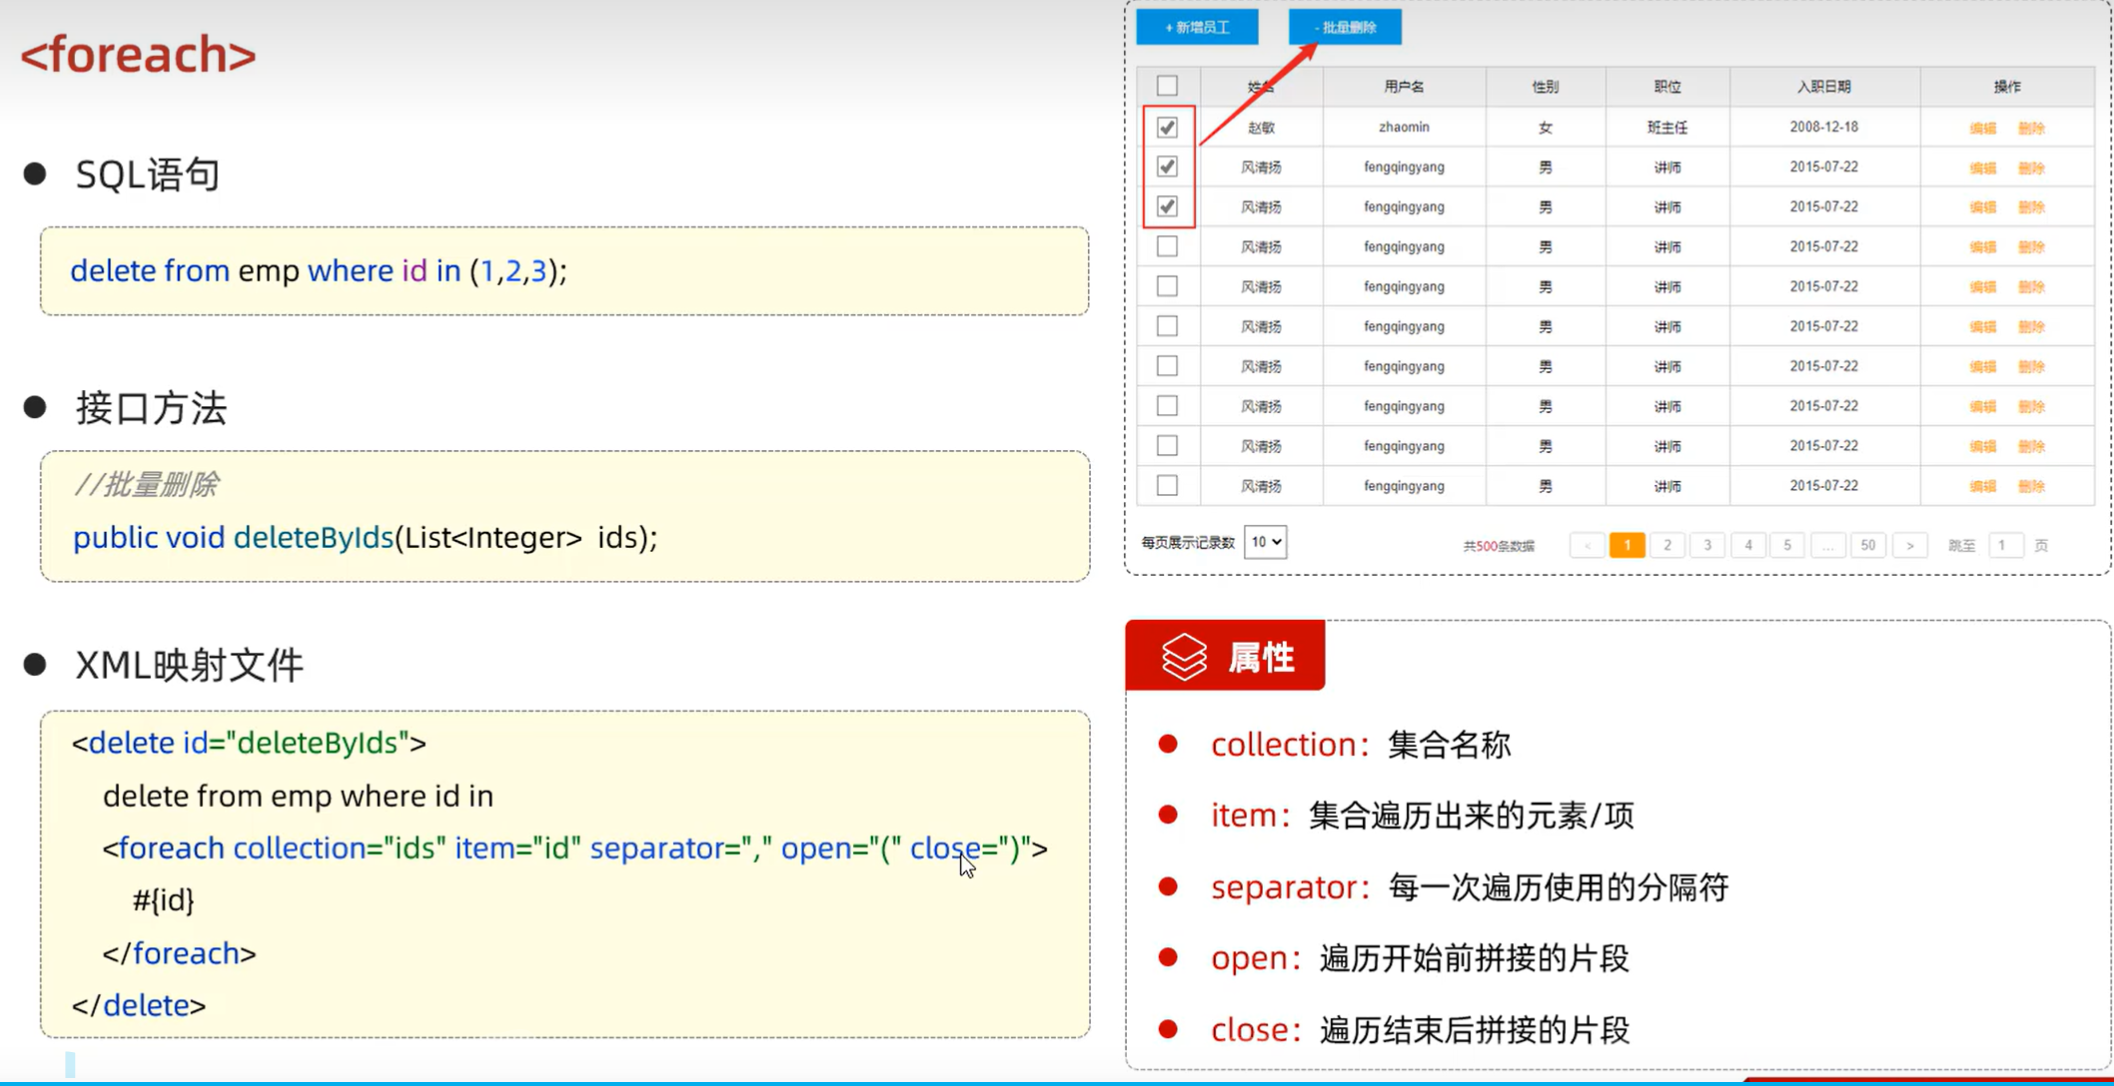 <foreach>
SQL语句
delete from emp where id in (1,2,3);
接口方法
//批量删除
public void deleteByIds(List<Integer> ids);
XML映射文件
<delete id="deleteByIds">
delete from emp where id in
<foreach collection="ids" item="id" separator="," open="(" close=")">
#{id}
</foreach>
</delete>
+ 新增员工 - 批量删除
姓名 用户名 性别 职位 入职日期 操作
赵敏 zhaomin 女 班主任 2008-12-18 编辑 删除
风清扬 fengqingyang 男 讲师 2015-07-22 编辑 删除
风清扬 fengqingyang 男 讲师 2015-07-22 编辑 删除
风清扬 fengqingyang 男 讲师 2015-07-22 编辑 删除
风清扬 fengqingyang 男 讲师 2015-07-22 编辑 删除
风清扬 fengqingyang 男 讲师 2015-07-22 编辑 删除
风清扬 fengqingyang 男 讲师 2015-07-22 编辑 删除
风清扬 fengqingyang 男 讲师 2015-07-22 编辑 删除
风清扬 fengqingyang 男 讲师 2015-07-22 编辑 删除
风清扬 fengqingyang 男 讲师 2015-07-22 编辑 删除
每页展示记录数 10 共500条数据 < 1 2 3 4 5 ... 50 > 跳至 1 页
属性
collection：集合名称
item：集合遍历出来的元素/项
separator：每一次遍历使用的分隔符
open：遍历开始前拼接的片段
close：遍历结束后拼接的片段